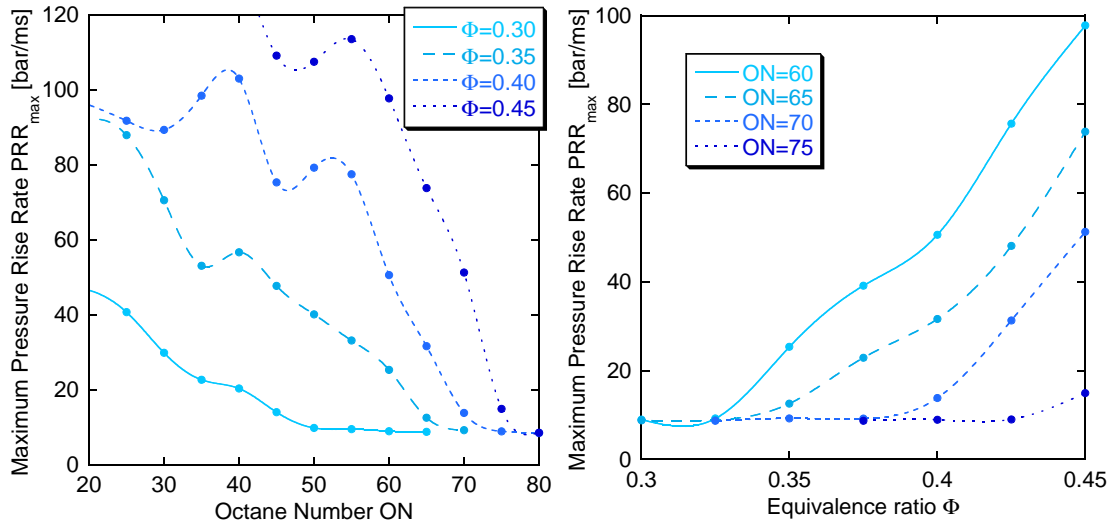 Maximum Pressure Rise Rate PRRmax [bar/ms]
120
100
80
60
40
20
0
20 30 40 50 60 70 80
Octane Number ON
Φ=0.30
Φ=0.35
Φ=0.40
Φ=0.45
Maximum Pressure Rise Rate PRRmax [bar/ms]
100
80
60
40
20
0
0.3 0.35 0.4 0.45
Equivalence ratio Φ
ON=60
ON=65
ON=70
ON=75